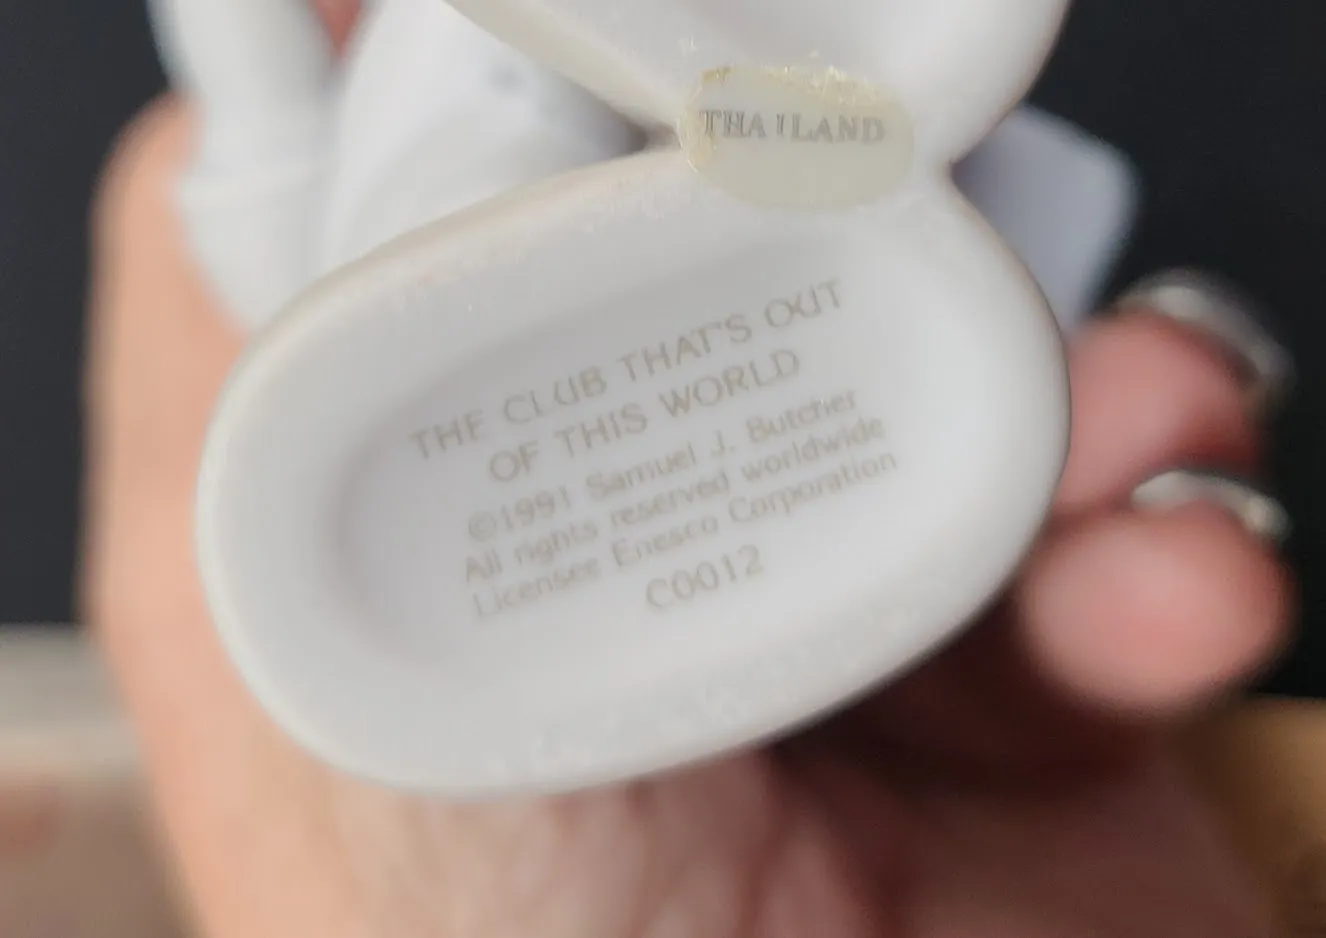 THAILAND
THE CLUB THAT'S OUT
OF THIS WORLD
©1991 Samuel J. Butcher
All rights reserved worldwide
Licensee Enesco Corporation
C0012